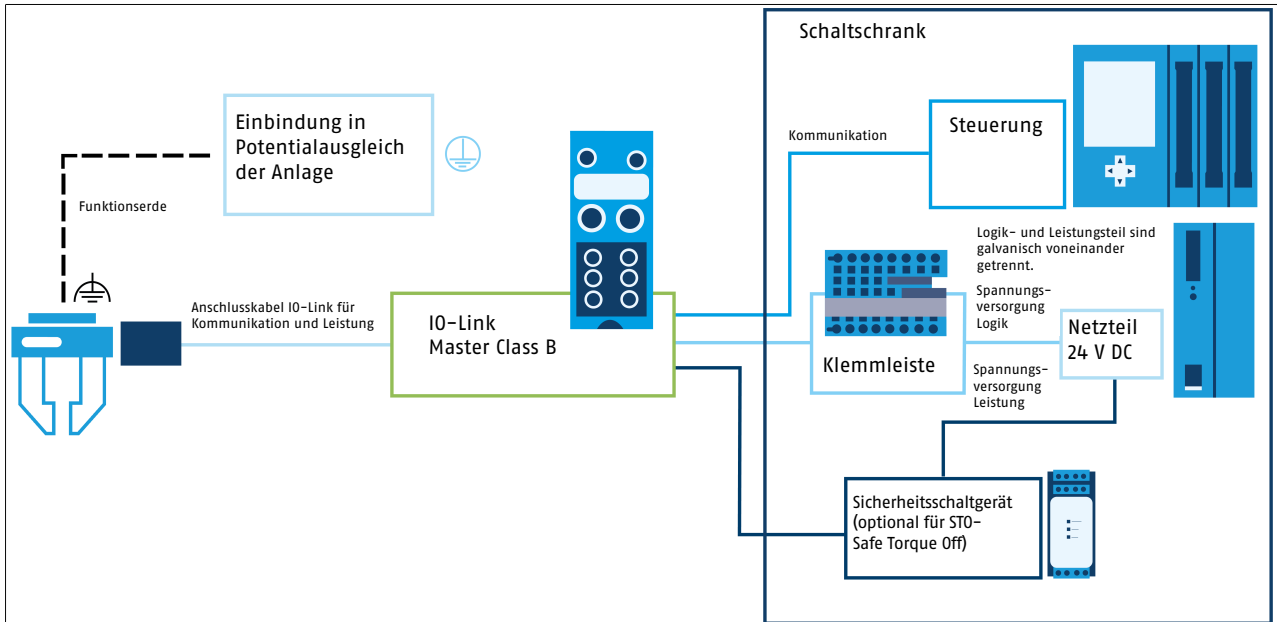 Schaltschrank
Einbindung in
Potentialausgleich
der Anlage
Funktionserde
Kommunikation
Steuerung
Anschlusskabel IO-Link für
Kommunikation und Leistung
IO-Link
Master Class B
Klemmleiste
Logik- und Leistungsteil sind
galvanisch voneinander
getrennt.
Spannungs-
versorgung
Logik
Netzteil
24 V DC
Spannungs-
versorgung
Leistung
Sicherheitsschaltgerät
(optional für STO-
Safe Torque Off)